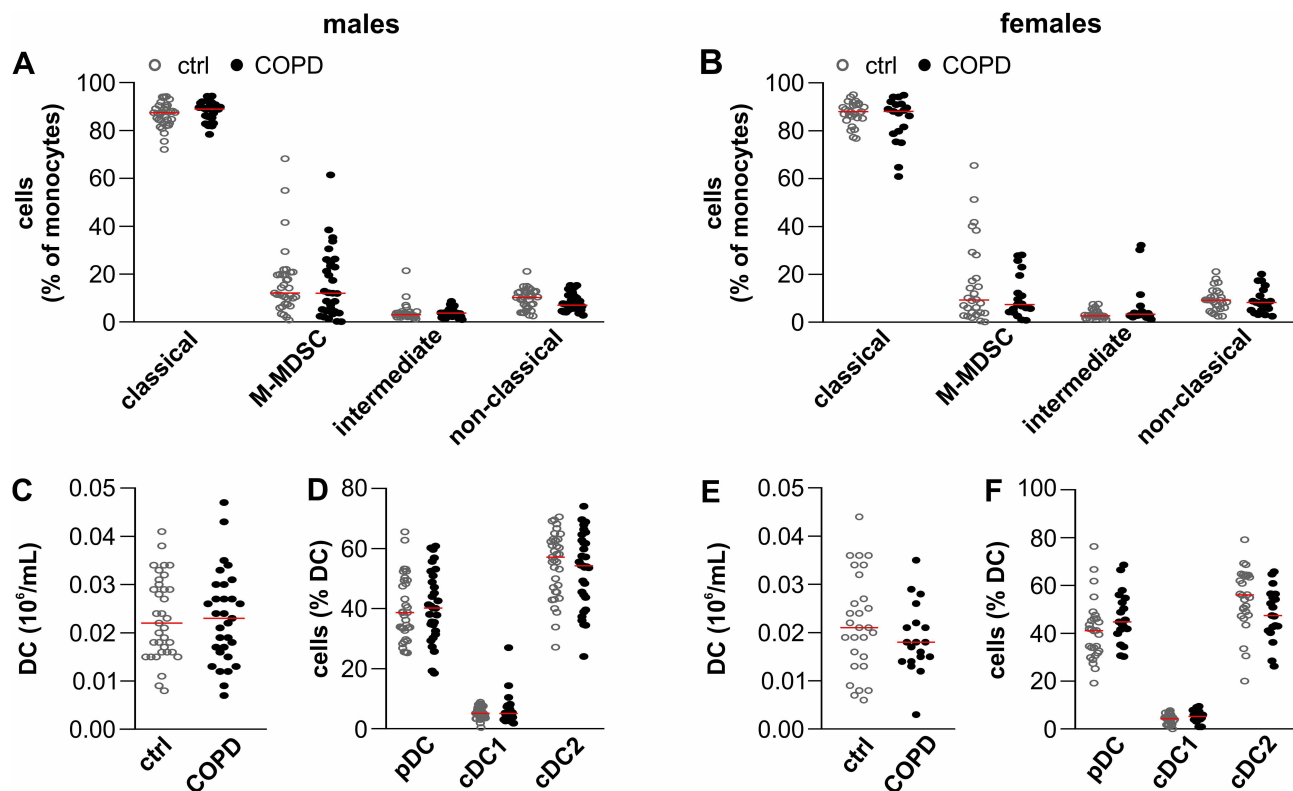 males
females
A
ctrl
COPD
cells
(% of monocytes)
100
80
60
40
20
0
classical
M-MDSC
intermediate
non-classical
B
ctrl
COPD
cells
(% of monocytes)
100
80
60
40
20
0
classical
M-MDSC
intermediate
non-classical
C
DC (10⁶/mL)
0.05
0.04
0.03
0.02
0.01
0.00
ctrl
COPD
D
cells (% DC)
80
60
40
20
0
pDC
cDC1
cDC2
E
DC (10⁶/mL)
0.05
0.04
0.03
0.02
0.01
0.00
ctrl
COPD
F
cells (% DC)
100
80
60
40
20
0
pDC
cDC1
cDC2